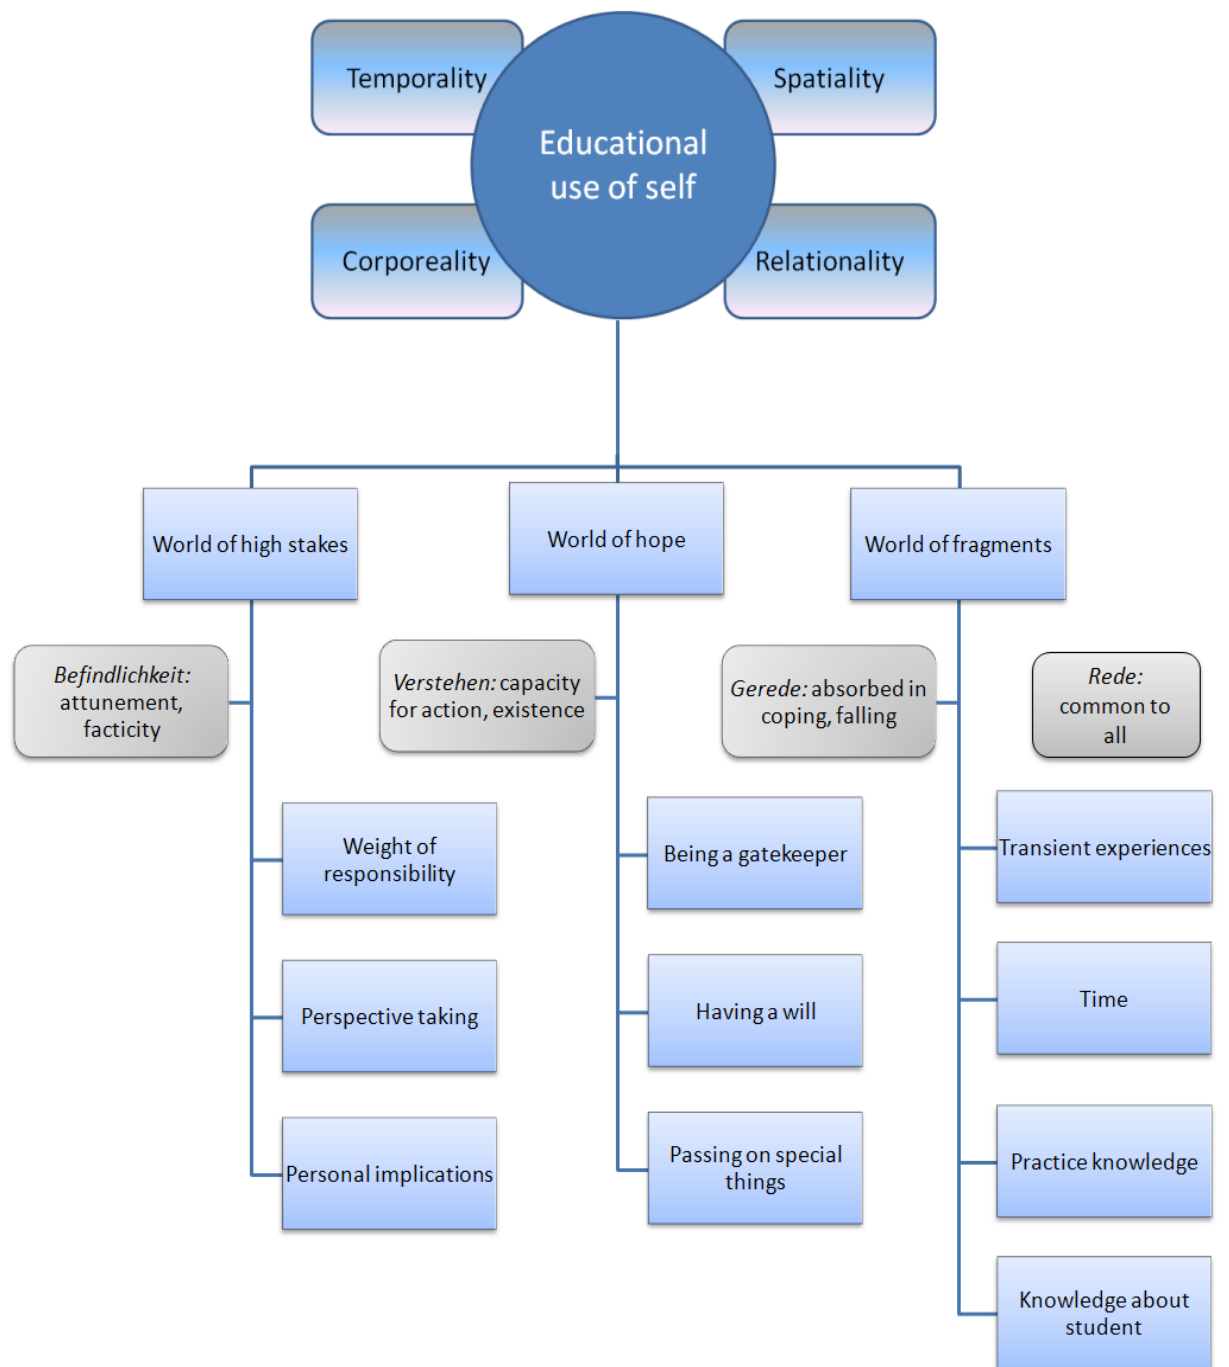 Temporality
Spatiality
Educational
use of self
Corporeality
Relationality
World of high stakes
World of hope
World of fragments
Befindlichkeit:
attunement,
facticity
Verstehen: capacity
for action, existence
Gerede: absorbed in
coping, falling
Rede:
common to
all
Weight of
responsibility
Being a gatekeeper
Transient experiences
Perspective taking
Having a will
Time
Personal implications
Passing on special
things
Practice knowledge
Knowledge about
student